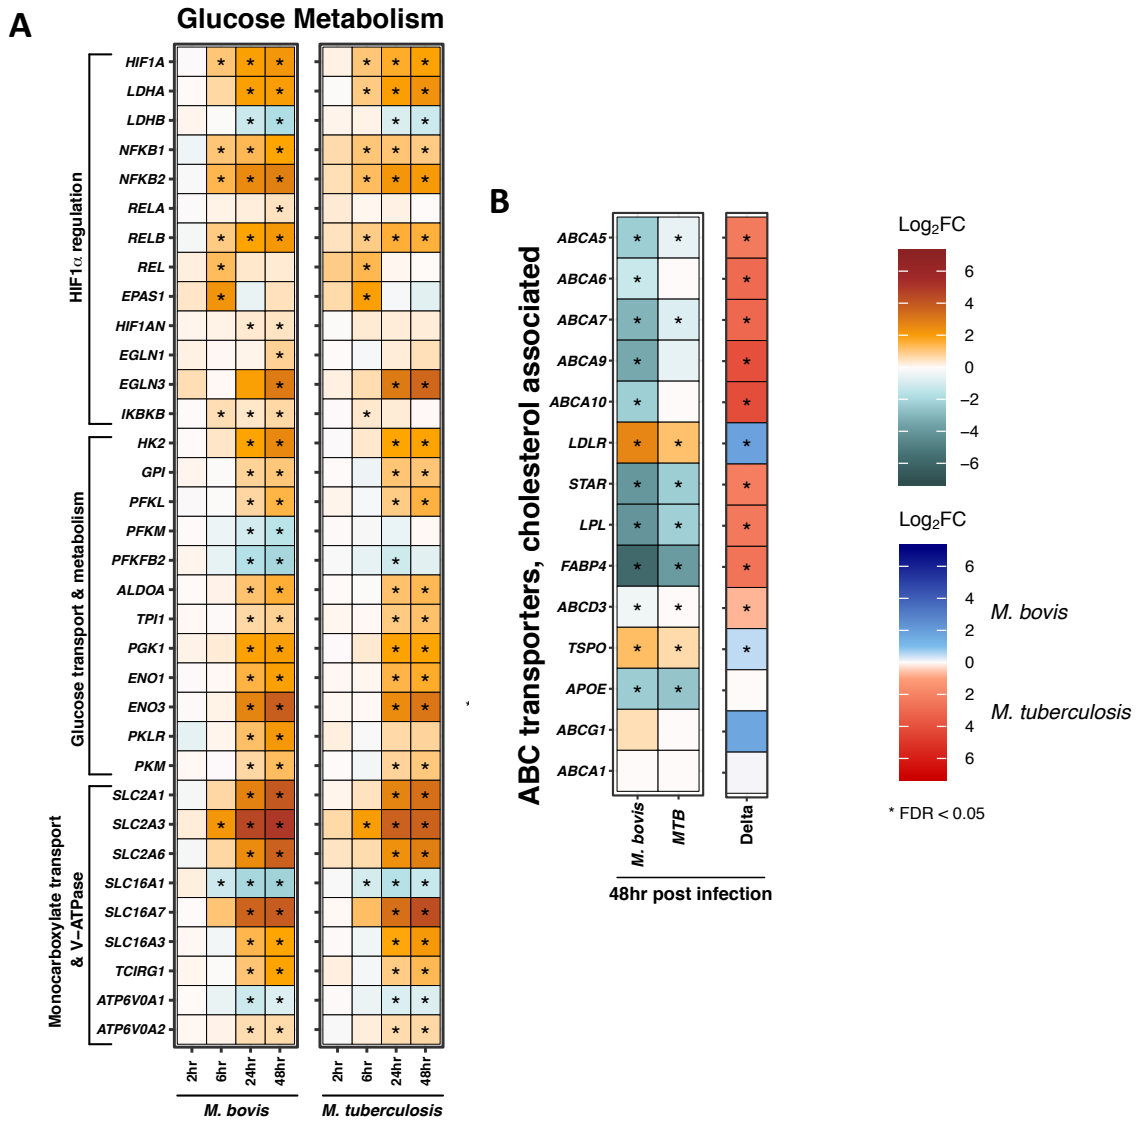 A
Glucose Metabolism
HIF1α regulation
HIF1A
LDHA
LDHB
NFKB1
NFKB2
RELA
RELB
REL
EPAS1
HIF1AN
EGLN1
EGLN3
IKBKB
Glucose transport & metabolism
HK2
GPI
PFKL
PFKM
PFKFB2
ALDOA
TPI1
PGK1
ENO1
ENO3
PKLR
PKM
Monocarboxylate transport
& V−ATPase
SLC2A1
SLC2A3
SLC2A6
SLC16A1
SLC16A7
SLC16A3
TCIRG1
ATP6V0A1
ATP6V0A2
2hr 6hr 24hr 48hr 2hr 6hr 24hr 48hr
M. bovis M. tuberculosis
B
ABC transporters, cholesterol associated
ABCA5
ABCA6
ABCA7
ABCA9
ABCA10
LDLR
STAR
LPL
FABP4
ABCD3
TSPO
APOE
ABCG1
ABCA1
M. bovis MTB Delta
48hr post infection
Log2FC
6
4
2
0
−2
−4
−6
Log2FC
6
4
2
0
2
4
6
M. bovis
M. tuberculosis
* FDR < 0.05